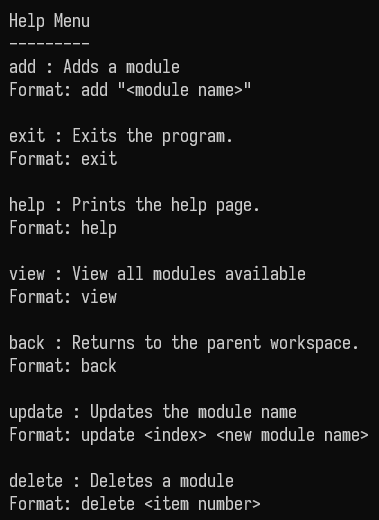 Help Menu
---------
add : Adds a module
Format: add "<module name>"
exit : Exits the program.
Format: exit
help : Prints the help page.
Format: help
view : View all modules available
Format: view
back : Returns to the parent workspace.
Format: back
update : Updates the module name
Format: update <index> <new module name>
delete : Deletes a module
Format: delete <item number>